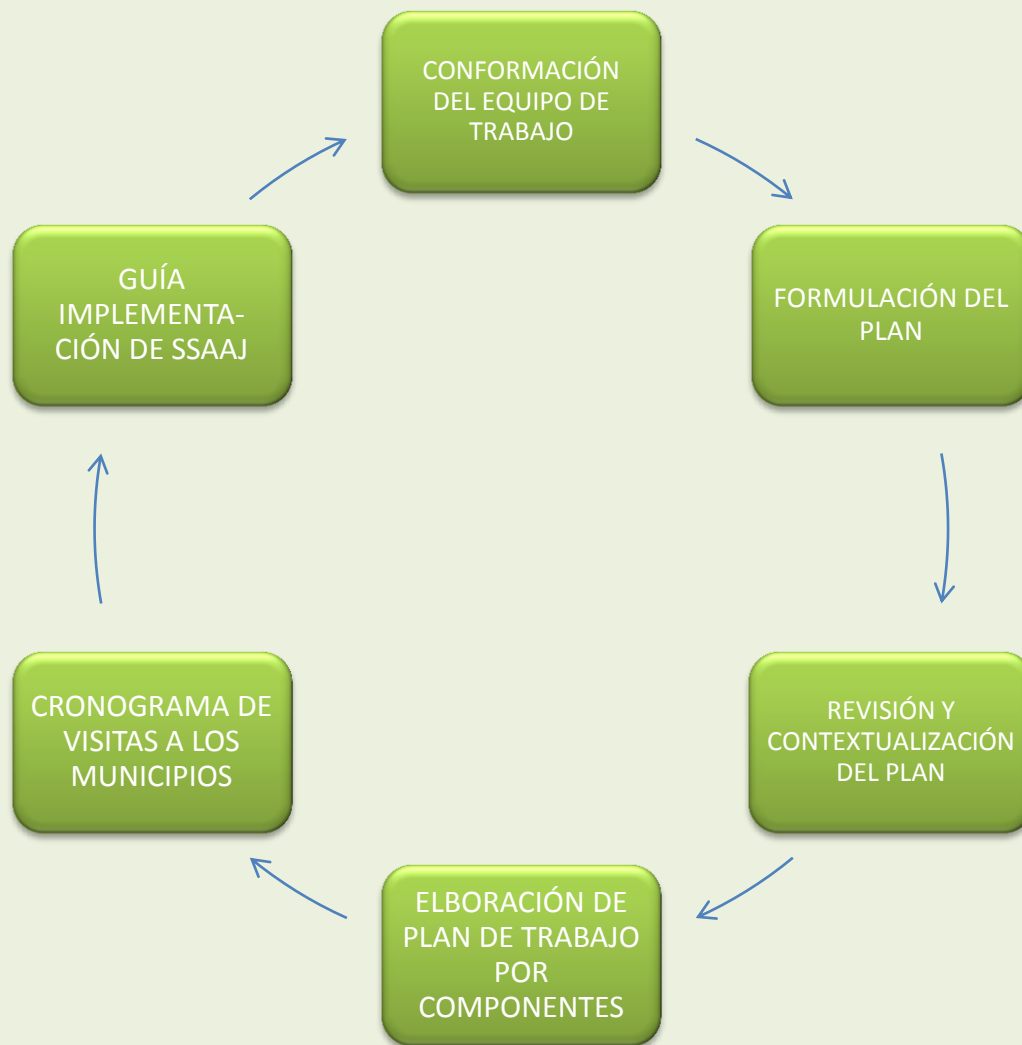 CONFORMACIÓN
DEL EQUIPO DE
TRABAJO
FORMULACIÓN DEL
PLAN
REVISIÓN Y
CONTEXTUALIZACIÓN
DEL PLAN
ELBORACIÓN DE
PLAN DE TRABAJO
POR
COMPONENTES
CRONOGRAMA DE
VISITAS A LOS
MUNICIPIOS
GUÍA
IMPLEMENTA-
CIÓN DE SSAAJ